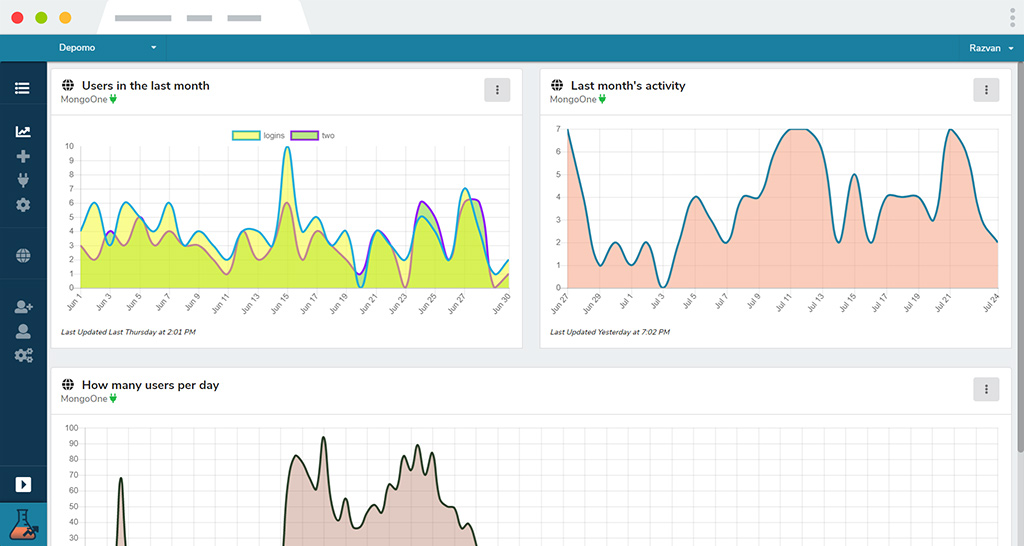 Depomo
Razvan
Users in the last month
MongoOne
logins two
10
9
8
7
6
5
4
3
2
1
0
Jun 1 Jun 3 Jun 5 Jun 7 Jun 9 Jun 11 Jun 13 Jun 15 Jun 17 Jun 19 Jun 21 Jun 23 Jun 25 Jun 27 Jun 30
Last Updated Last Thursday at 2:01 PM
Last month's activity
MongoOne
7
6
5
4
3
2
1
0
Jun 27 Jun 29 Jul 1 Jul 3 Jul 5 Jul 7 Jul 9 Jul 11 Jul 13 Jul 15 Jul 17 Jul 19 Jul 21 Jul 24
Last Updated Yesterday at 7:02 PM
How many users per day
MongoOne
100
90
80
70
60
50
40
30